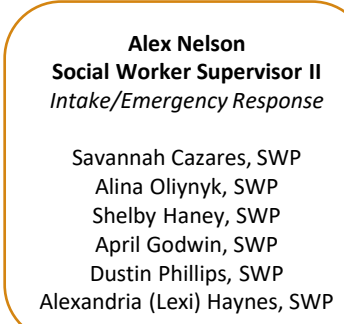 Alex Nelson
Social Worker Supervisor II
Intake/Emergency Response
Savannah Cazares, SWP
Alina Oliynyk, SWP
Shelby Haney, SWP
April Godwin, SWP
Dustin Phillips, SWP
Alexandria (Lexi) Haynes, SWP